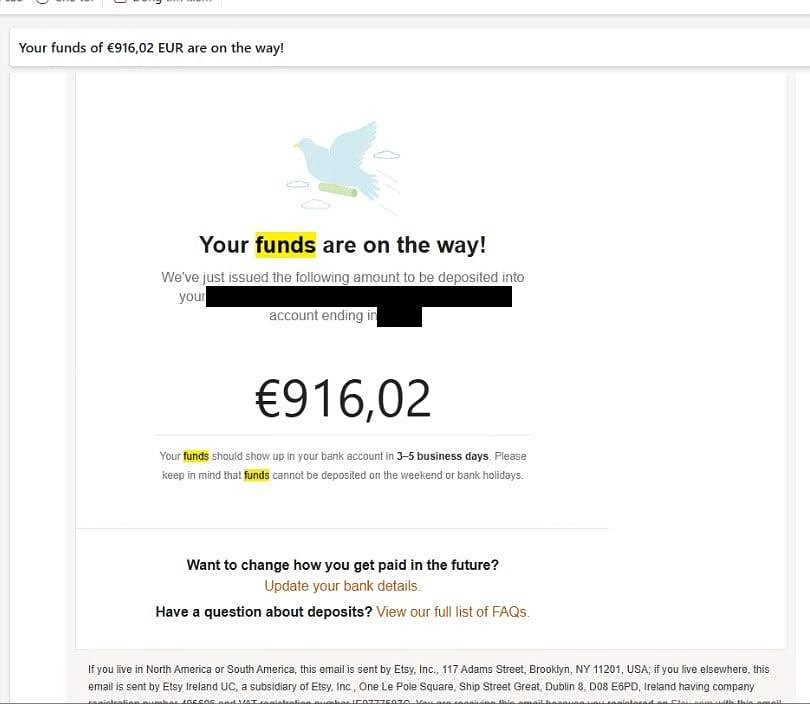 Your funds of €916,02 EUR are on the way!
Your funds are on the way!
We've just issued the following amount to be deposited into
your
account ending in
€916,02
Your funds should show up in your bank account in 3–5 business days. Please
keep in mind that funds cannot be deposited on the weekend or bank holidays.
Want to change how you get paid in the future?
Update your bank details.
Have a question about deposits? View our full list of FAQs.
If you live in North America or South America, this email is sent by Etsy, Inc., 117 Adams Street, Brooklyn, NY 11201, USA; if you live elsewhere, this
email is sent by Etsy Ireland UC, a subsidiary of Etsy, Inc., One Le Pole Square, Ship Street Great, Dublin 8, D08 E6PD, Ireland having company